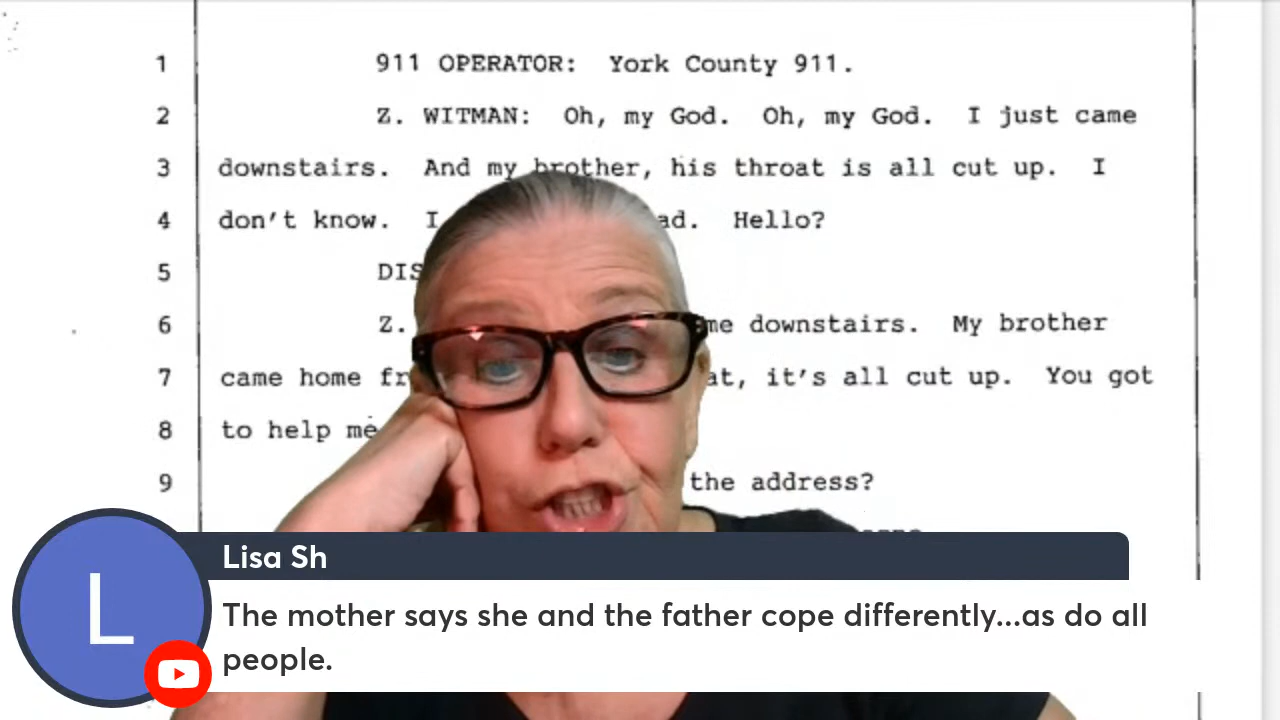 1 911 OPERATOR: York County 911.
2 Z. WITMAN: Oh, my God. Oh, my God. I just came
3 downstairs. And my brother, his throat is all cut up. I
4 don't know. I ad. Hello?
5 DIS
6 Z. me downstairs. My brother
7 came home fr at, it's all cut up. You got
8 to help me
9 the address?
L
Lisa Sh
The mother says she and the father cope differently...as do all
people.